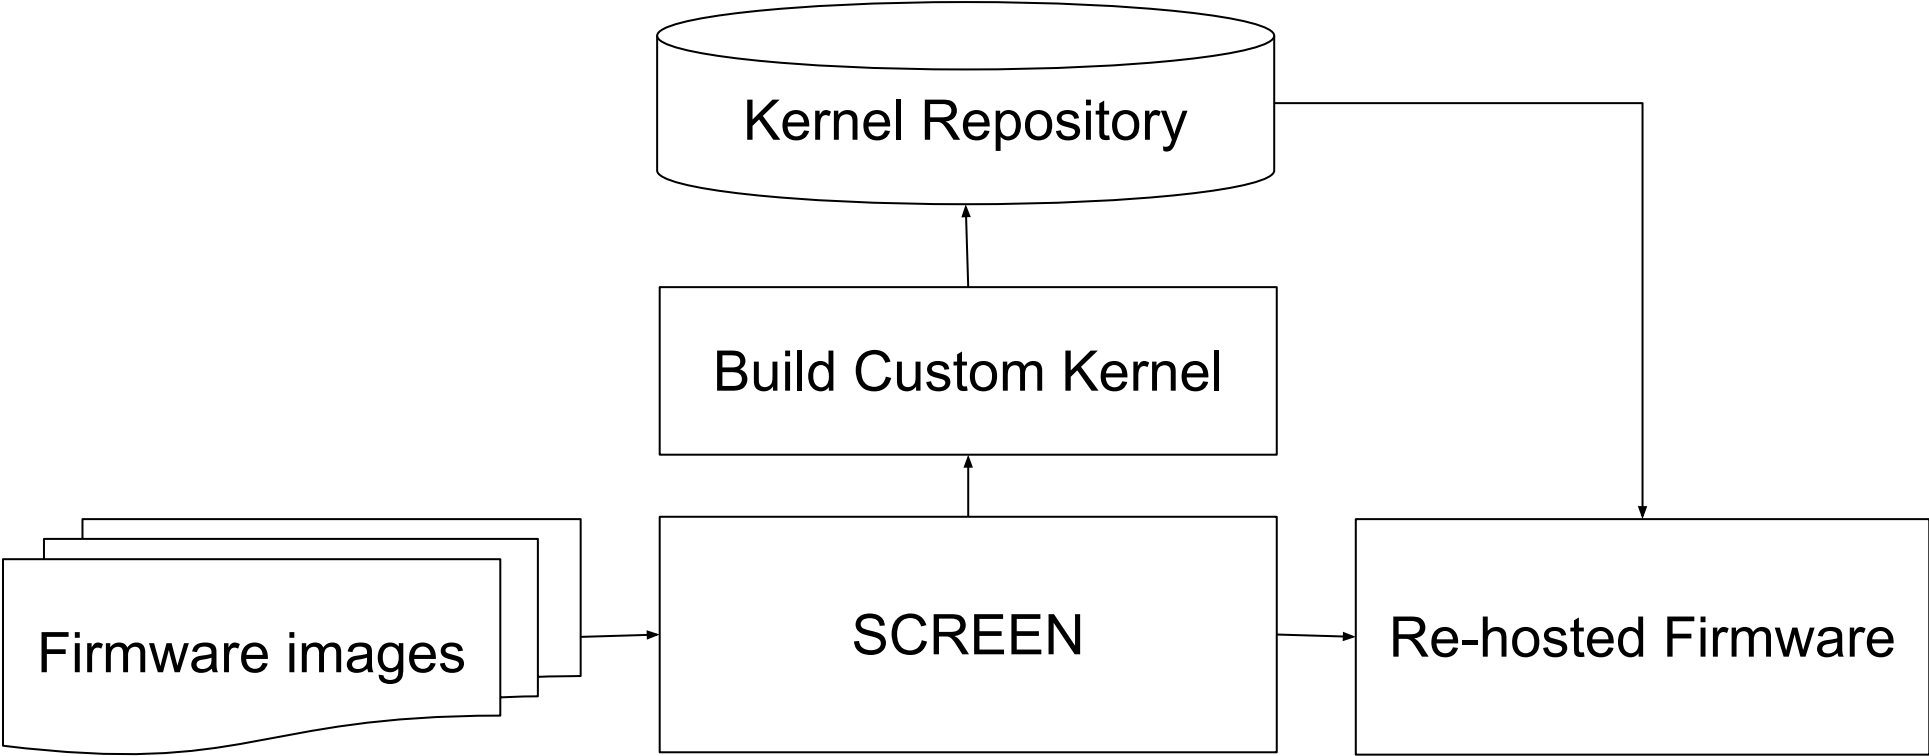 Kernel Repository
Build Custom Kernel
Firmware images
SCREEN
Re-hosted Firmware